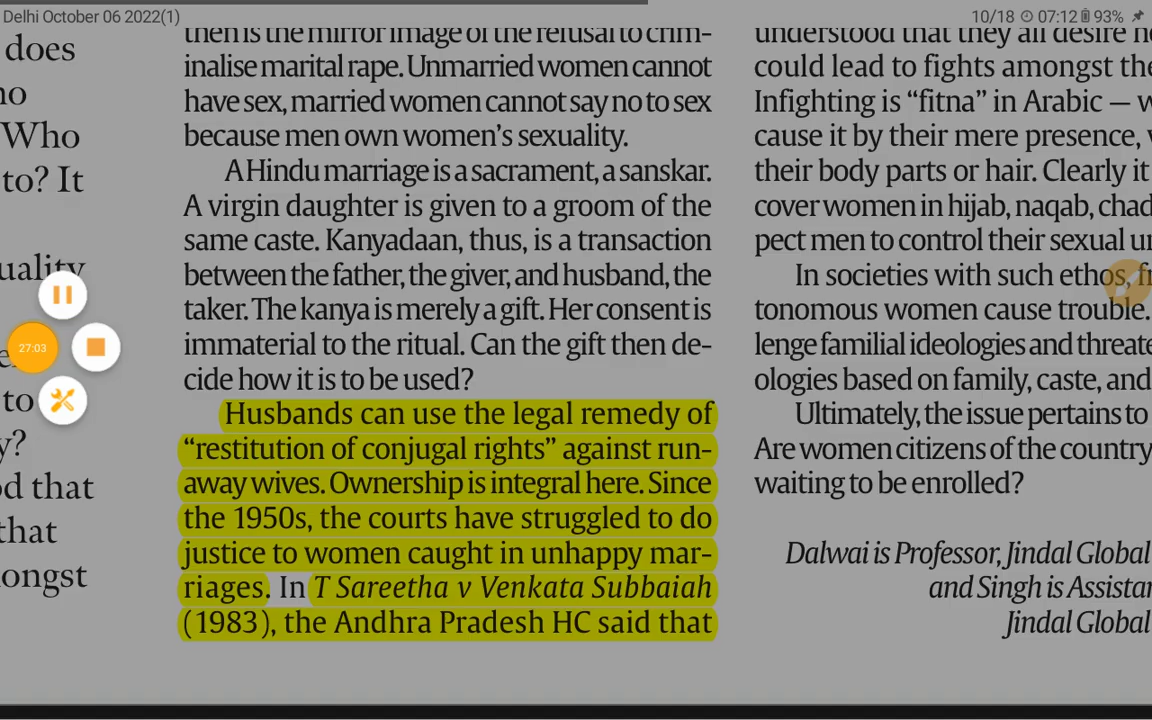 Delhi October 06 2022(1)
10/18 07:12 93%
does
Who
to? It
uality
to
y?
od that
that
ongst
27:03
then is the mirror image of the refusal to crim-
inalise marital rape. Unmarried women cannot
have sex, married women cannot say no to sex
because men own women’s sexuality.
A Hindu marriage is a sacrament, a sanskar.
A virgin daughter is given to a groom of the
same caste. Kanyadaan, thus, is a transaction
between the father, the giver, and husband, the
taker. The kanya is merely a gift. Her consent is
immaterial to the ritual. Can the gift then de-
cide how it is to be used?
Husbands can use the legal remedy of
“restitution of conjugal rights” against run-
away wives. Ownership is integral here. Since
the 1950s, the courts have struggled to do
justice to women caught in unhappy mar-
riages. In T Sareetha v Venkata Subbaiah
(1983), the Andhra Pradesh HC said that
understood that they all desire
could lead to fights amongst
Infighting is “fitna” in Arabic —
cause it by their mere presence,
their body parts or hair. Clearly it
cover women in hijab, naqab,
pect men to control their sexual
In societies with such ethos,
tonomous women cause trouble.
lenge familial ideologies and
ologies based on family, caste, and
Ultimately, the issue pertains to
Are women citizens of the country
waiting to be enrolled?
Dalwai is Professor, Jindal Global
and Singh is
Jindal Global